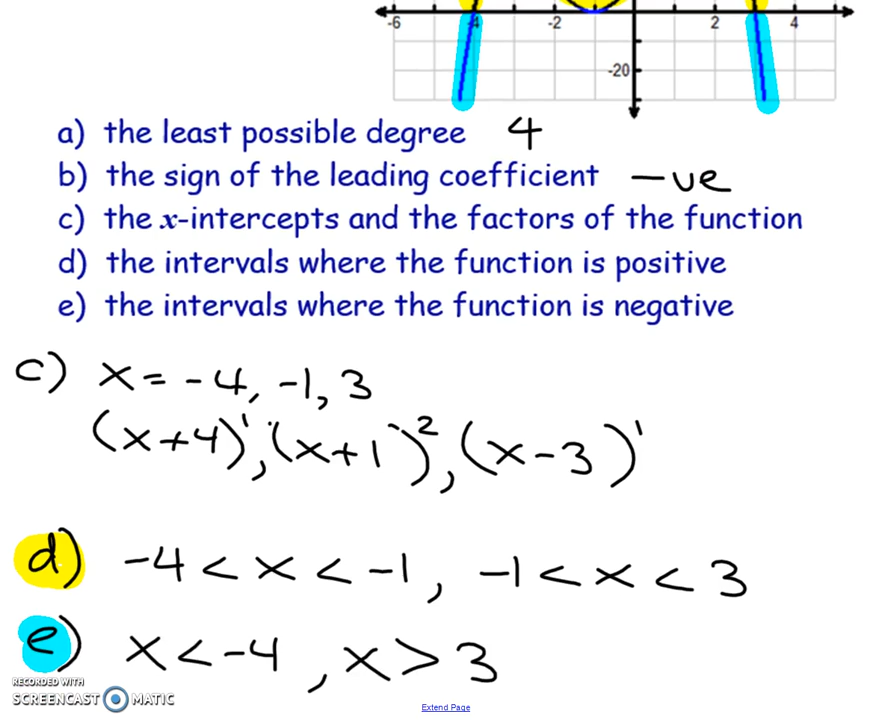 -6 4 -2 2 4
-20
a) the least possible degree 4
b) the sign of the leading coefficient -ve
c) the x-intercepts and the factors of the function
d) the intervals where the function is positive
e) the intervals where the function is negative
c) x = -4, -1, 3
(x+4)¹, (x+1)², (x-3)¹
d) -4 < x < -1, -1 < x < 3
e) x < -4, x > 3
RECORDED WITH
SCREENCAST MATIC
Extend Page